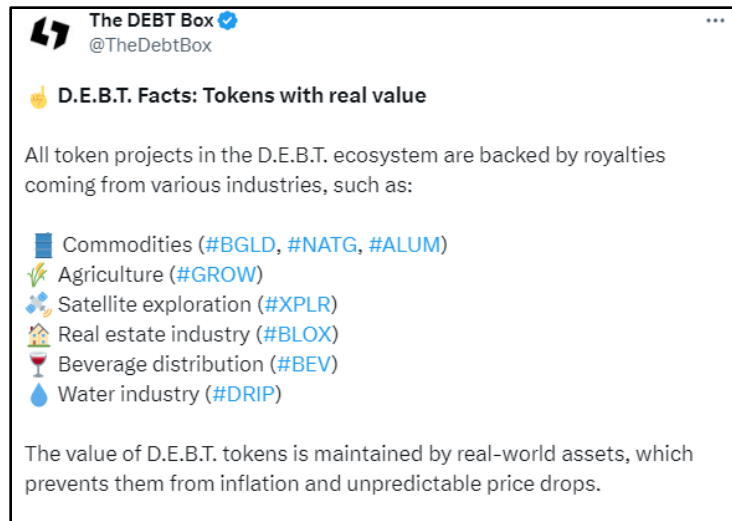 The DEBT Box
@TheDebtBox
☝️ D.E.B.T. Facts: Tokens with real value
All token projects in the D.E.B.T. ecosystem are backed by royalties
coming from various industries, such as:
🛢️ Commodities (#BGLD, #NATG, #ALUM)
🌾 Agriculture (#GROW)
🛰️ Satellite exploration (#XPLR)
🏠 Real estate industry (#BLOX)
🍷 Beverage distribution (#BEV)
💧 Water industry (#DRIP)
The value of D.E.B.T. tokens is maintained by real-world assets, which
prevents them from inflation and unpredictable price drops.